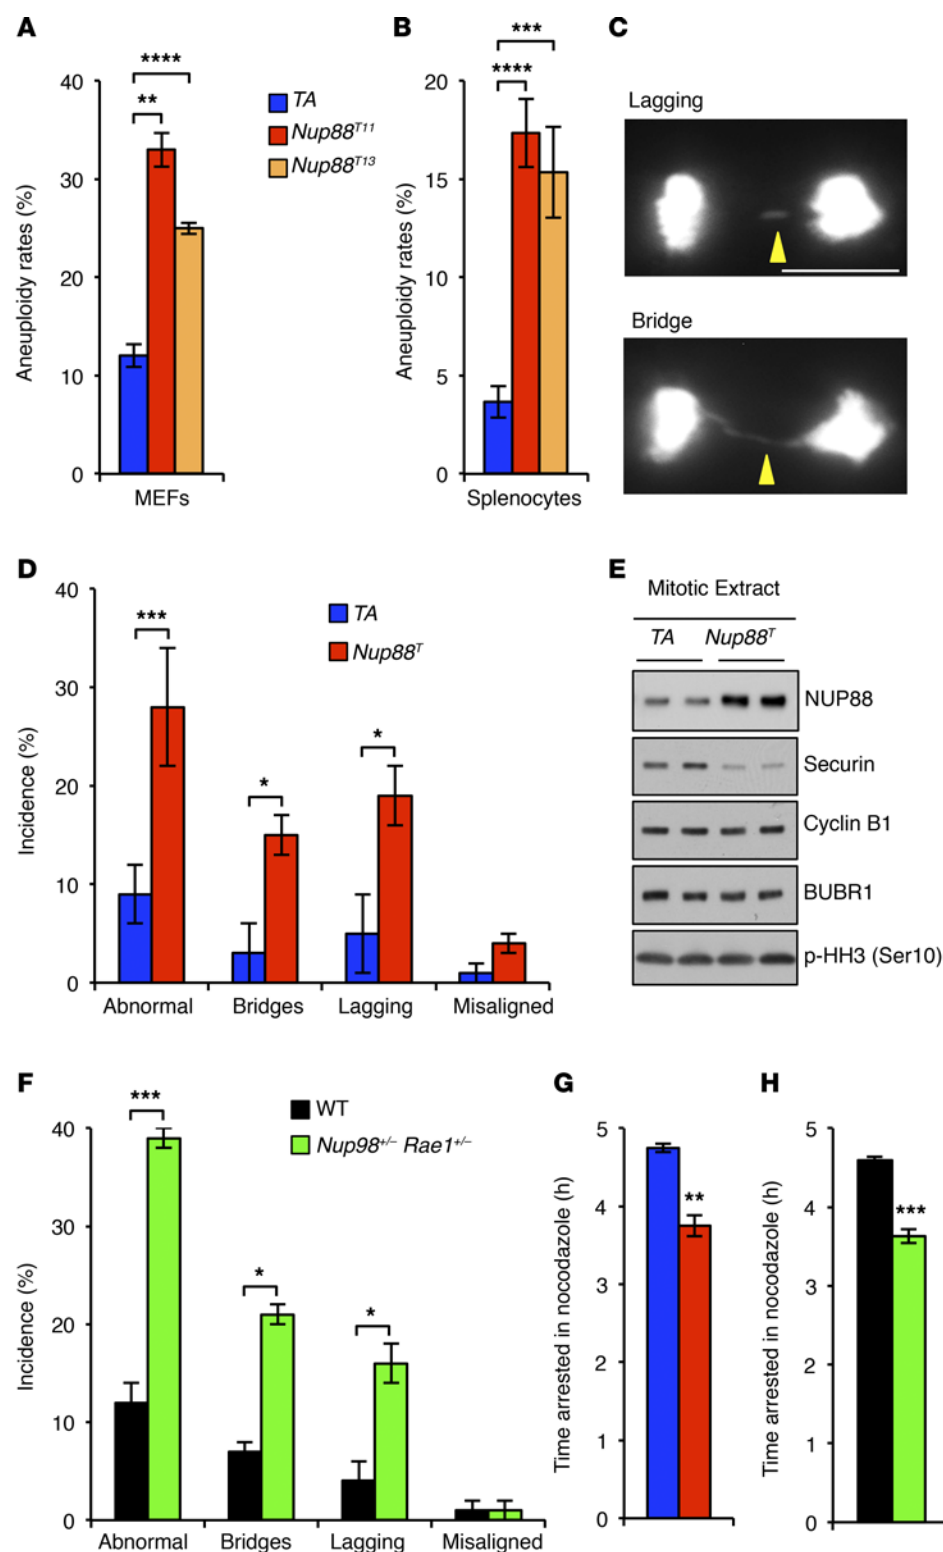 A
****
**
40
30
20
10
0
Aneuploidy rates (%)
MEFs
TA
Nup88T11
Nup88T13
B
***
****
20
15
10
5
0
Aneuploidy rates (%)
Splenocytes
C
Lagging
Bridge
D
40
30
20
10
0
Incidence (%)
***
*
*
TA
Nup88T
Abnormal Bridges Lagging Misaligned
E
Mitotic Extract
TA Nup88T
NUP88
Securin
Cyclin B1
BUBR1
p-HH3 (Ser10)
F
40
30
20
10
0
Incidence (%)
***
*
*
WT
Nup98+/– Rae1+/–
Abnormal Bridges Lagging Misaligned
G
5
4
3
2
1
0
Time arrested in nocodazole (h)
**
H
5
4
3
2
1
0
Time arrested in nocodazole (h)
***